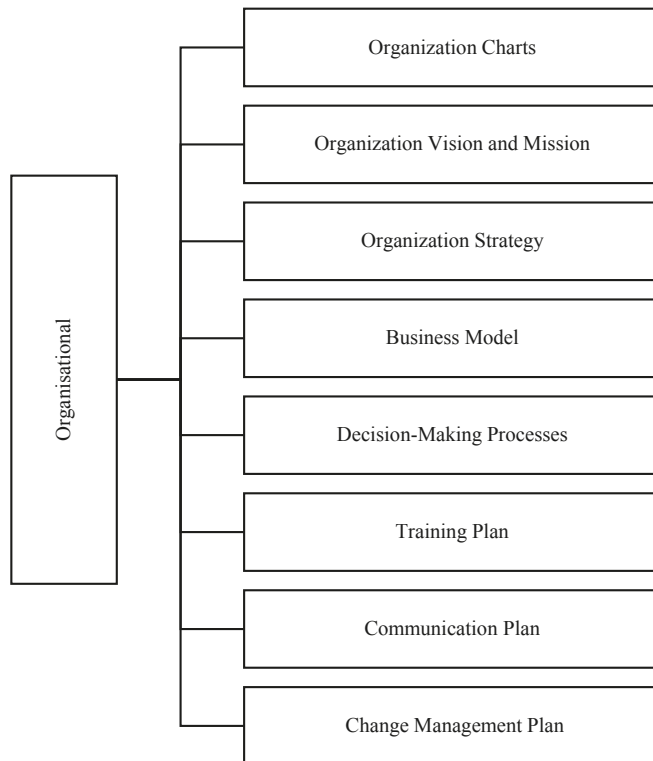 Organization Charts
Organization Vision and Mission
Organization Strategy
Organisational
Business Model
Decision-Making Processes
Training Plan
Communication Plan
Change Management Plan